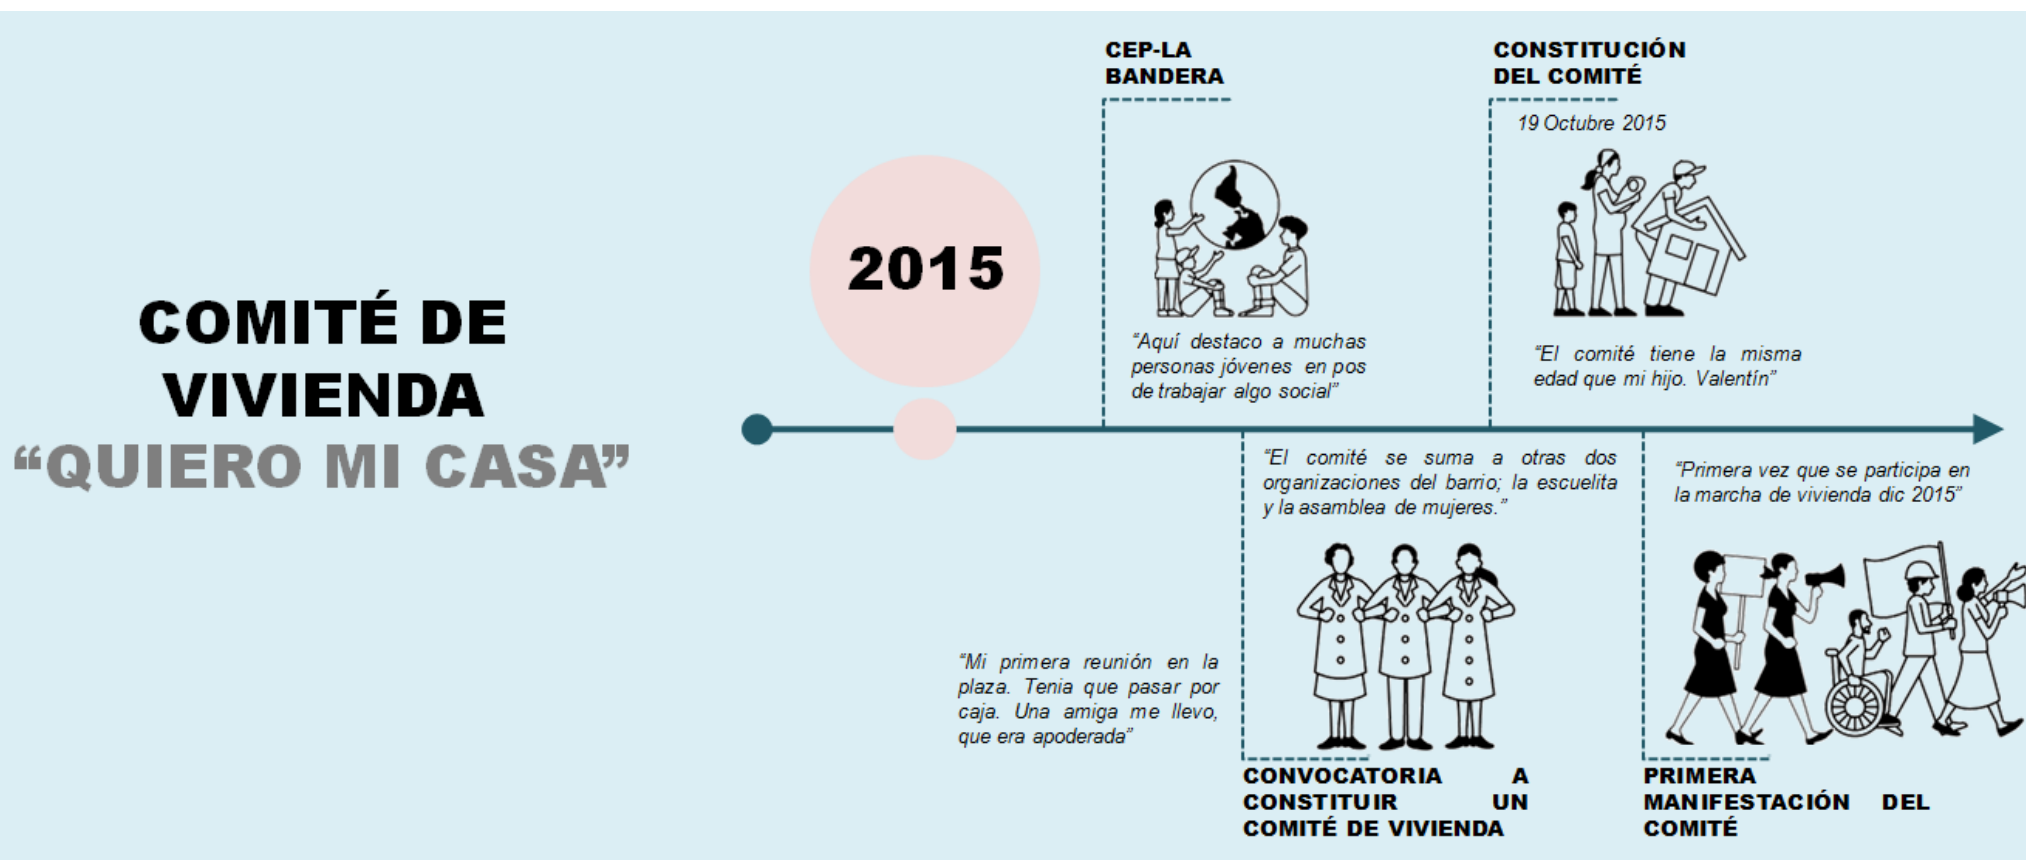 COMITÉ DE
VIVIENDA
“QUIERO MI CASA”
2015
CEP-LA
BANDERA
“Aquí destaco a muchas
personas jóvenes en pos
de trabajar algo social”
CONSTITUCIÓN
DEL COMITÉ
19 Octubre 2015
“El comité tiene la misma
edad que mi hijo. Valentín”
“Mi primera reunión en la
plaza. Tenia que pasar por
caja. Una amiga me llevo,
que era apoderada”
“El comité se suma a otras dos
organizaciones del barrio; la escuelita
y la asamblea de mujeres.”
CONVOCATORIA A
CONSTITUIR UN
COMITÉ DE VIVIENDA
“Primera vez que se participa en
la marcha de vivienda dic 2015”
PRIMERA
MANIFESTACIÓN DEL
COMITÉ